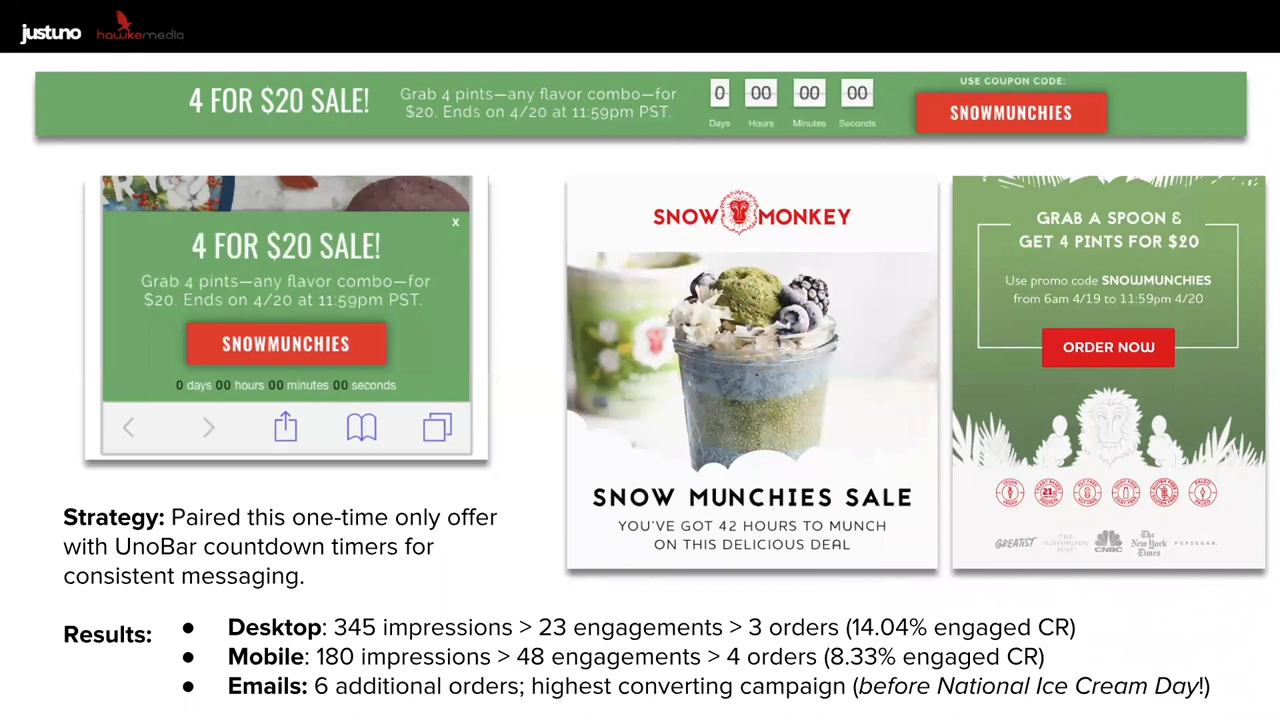 justuno hawkemedia
4 FOR $20 SALE!
Grab 4 pints—any flavor combo—for
$20. Ends on 4/20 at 11:59pm PST.
0 00 00 00
Days Hours Minutes Seconds
USE COUPON CODE:
SNOWMUNCHIES
x
4 FOR $20 SALE!
Grab 4 pints—any flavor combo—for
$20. Ends on 4/20 at 11:59pm PST.
SNOWMUNCHIES
0 days 00 hours 00 minutes 00 seconds
SNOW MONKEY
SNOW MUNCHIES SALE
YOU'VE GOT 42 HOURS TO MUNCH
ON THIS DELICIOUS DEAL
GRAB A SPOON &
GET 4 PINTS FOR $20
Use promo code SNOWMUNCHIES
from 6am 4/19 to 11:59pm 4/20
ORDER NOW
GREATIST
THE
HUFFINGTON
POST
CNBC
The
New York
Times
POPSUGAR.
Strategy: Paired this one-time only offer
with UnoBar countdown timers for
consistent messaging.
Results:
● Desktop: 345 impressions > 23 engagements > 3 orders (14.04% engaged CR)
● Mobile: 180 impressions > 48 engagements > 4 orders (8.33% engaged CR)
● Emails: 6 additional orders; highest converting campaign (before National Ice Cream Day!)